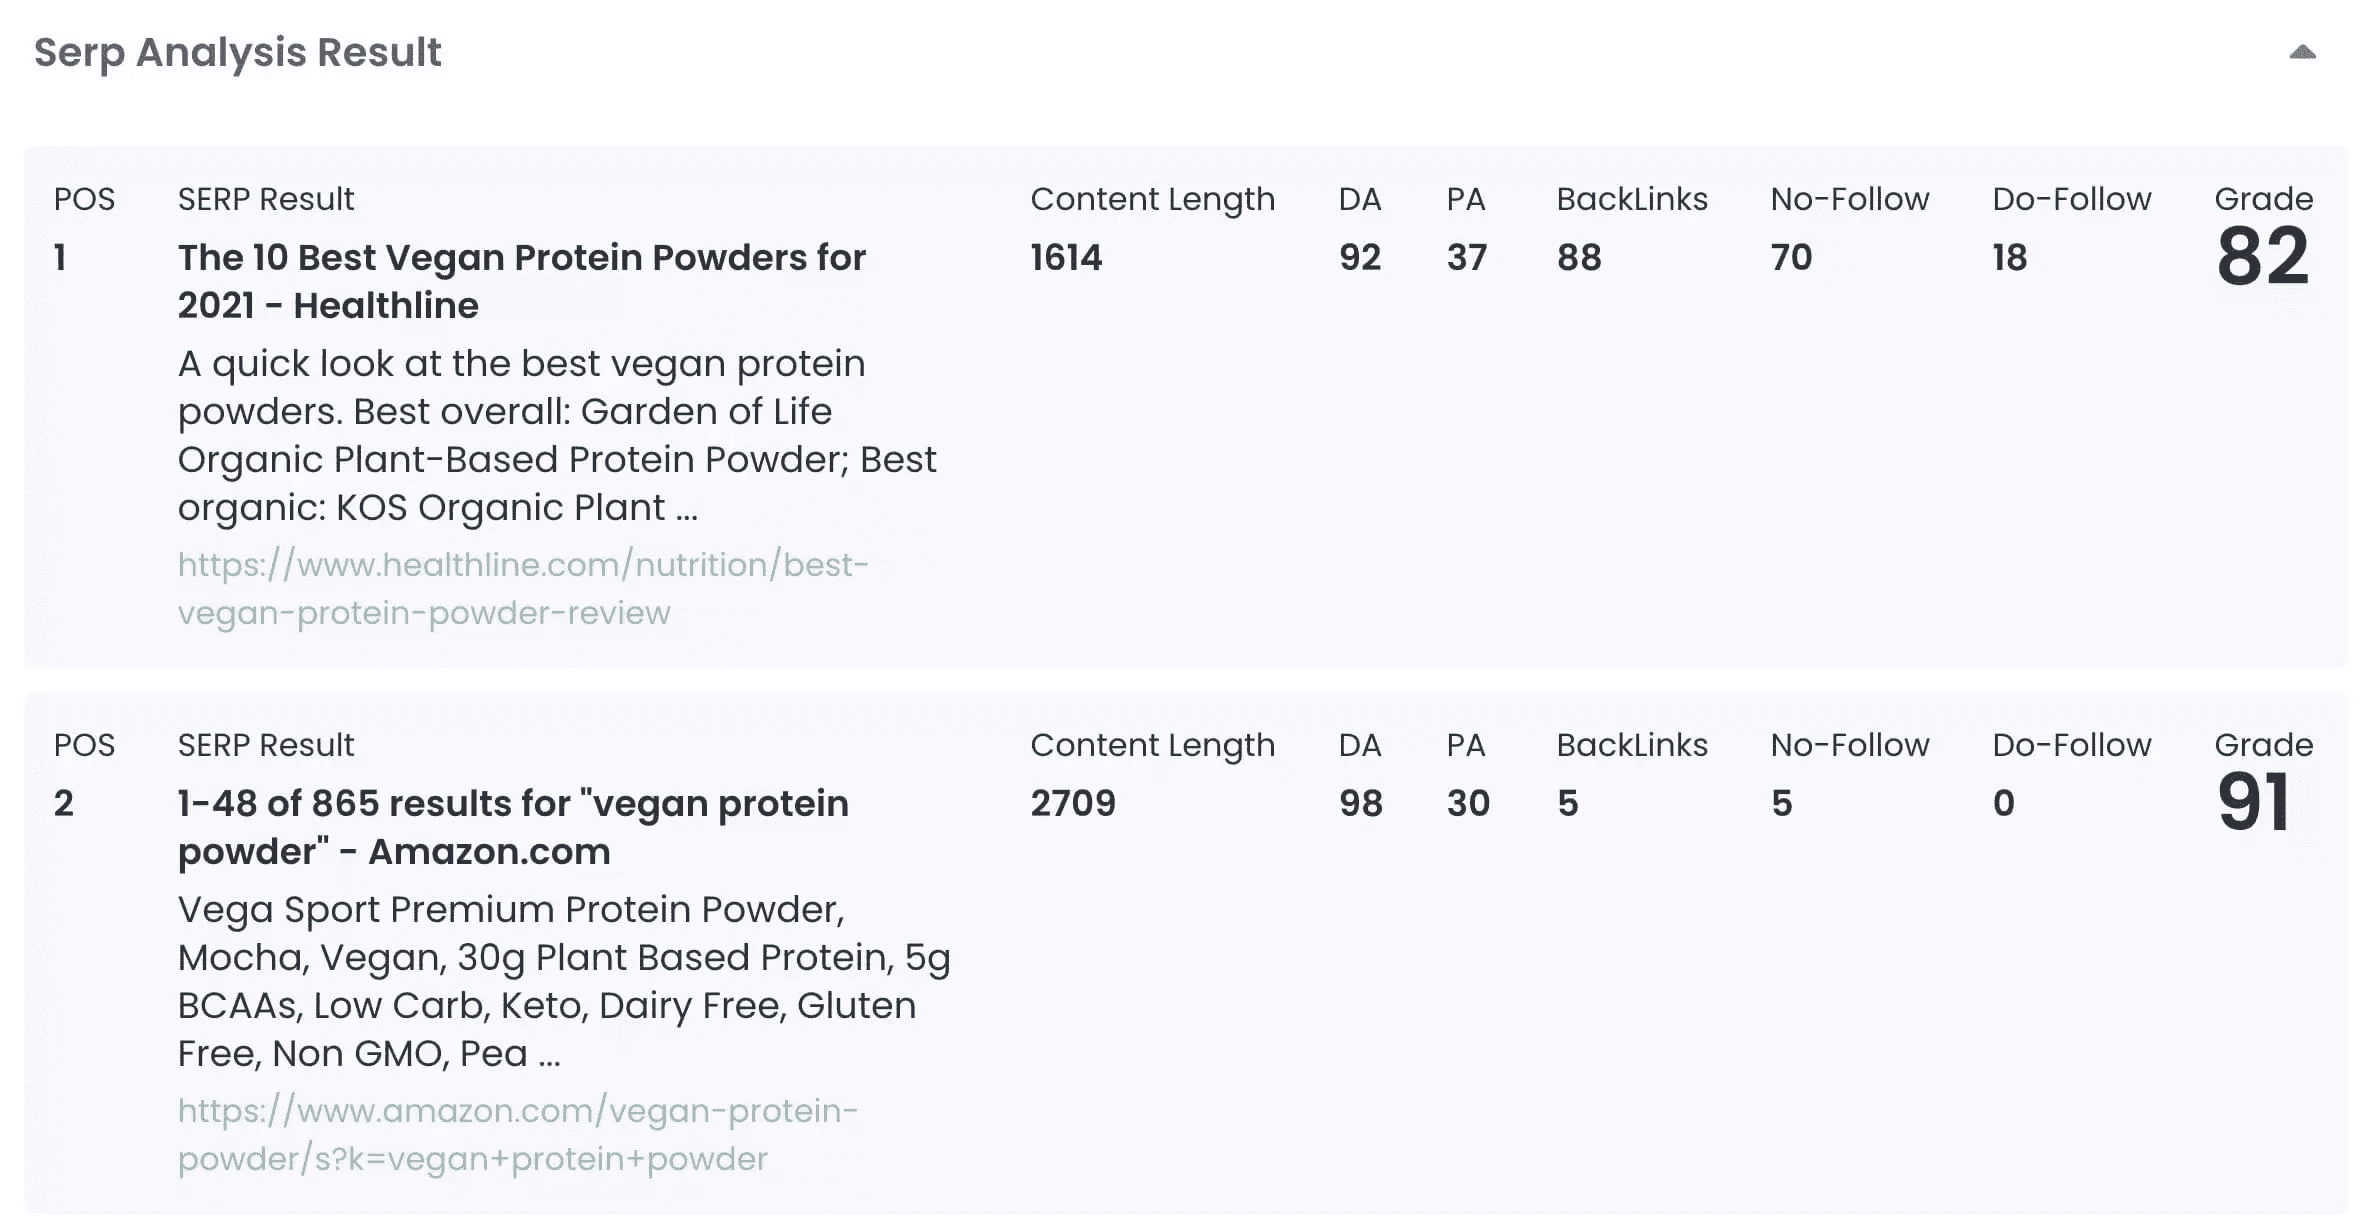 Serp Analysis Result
POS SERP Result Content Length DA PA BackLinks No-Follow Do-Follow Grade
1 The 10 Best Vegan Protein Powders for 1614 92 37 88 70 18 82
2021 - Healthline
A quick look at the best vegan protein
powders. Best overall: Garden of Life
Organic Plant-Based Protein Powder; Best
organic: KOS Organic Plant ...
https://www.healthline.com/nutrition/best-
vegan-protein-powder-review
POS SERP Result Content Length DA PA BackLinks No-Follow Do-Follow Grade
2 1-48 of 865 results for "vegan protein 2709 98 30 5 5 0 91
powder" - Amazon.com
Vega Sport Premium Protein Powder,
Mocha, Vegan, 30g Plant Based Protein, 5g
BCAAs, Low Carb, Keto, Dairy Free, Gluten
Free, Non GMO, Pea ...
https://www.amazon.com/vegan-protein-
powder/s?k=vegan+protein+powder